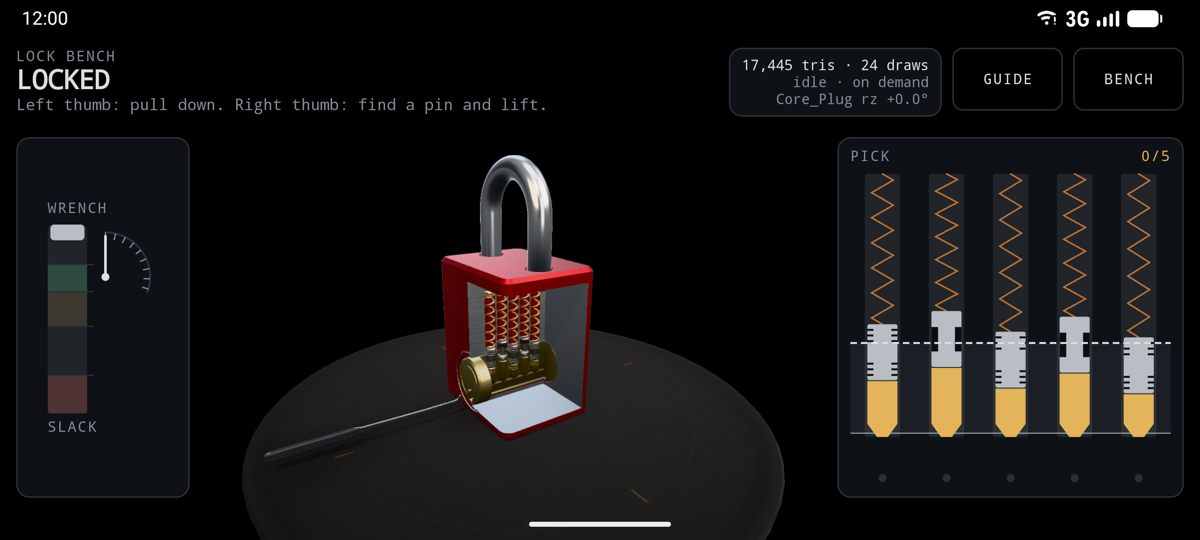 12:00
3G
LOCK BENCH
LOCKED
Left thumb: pull down. Right thumb: find a pin and lift.
17,445 tris · 24 draws
idle · on demand
Core_Plug rz +0.0°
GUIDE
BENCH
WRENCH
SLACK
PICK
0/5